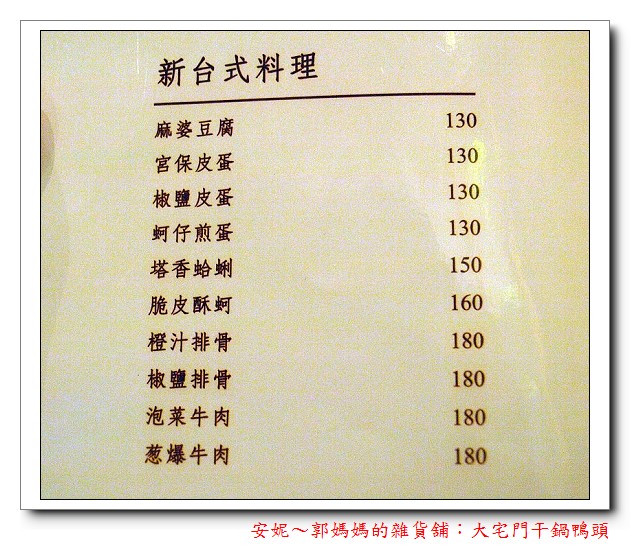 新台式料理
麻婆豆腐 130
宮保皮蛋 130
椒鹽皮蛋 130
蚵仔煎蛋 130
塔香蛤蜊 150
脆皮酥蚵 160
橙汁排骨 180
椒鹽排骨 180
泡菜牛肉 180
葱爆牛肉 180
安妮～郭媽媽的雜貨舖：大宅門干鍋鴨頭